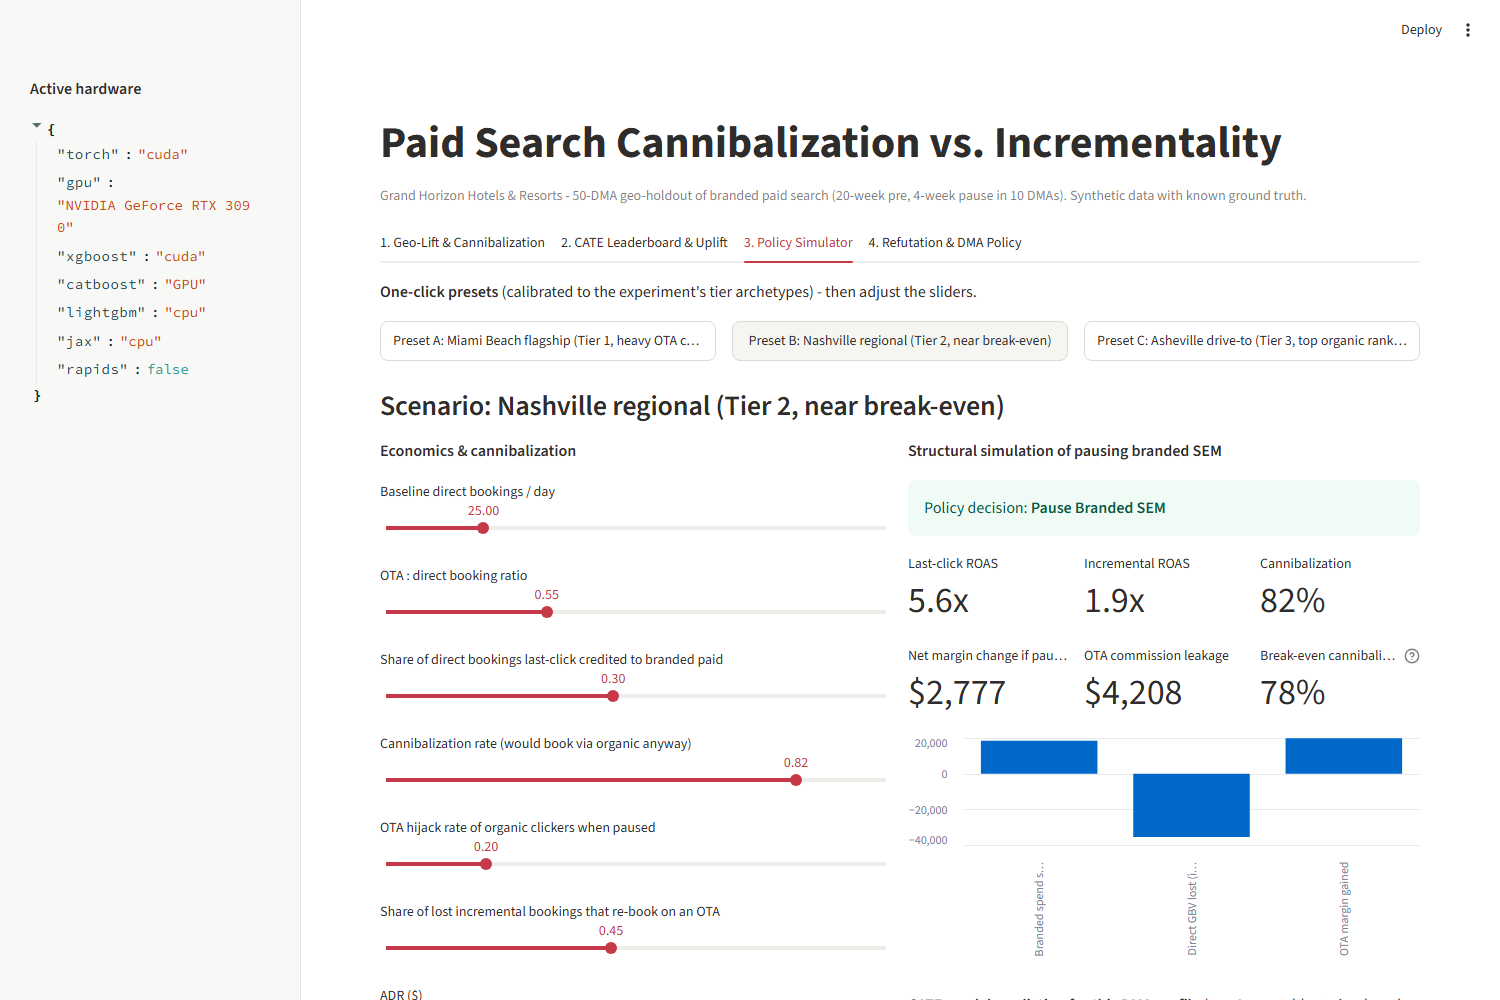 Deploy
Active hardware
{
"torch" : "cuda"
"gpu" :
"NVIDIA GeForce RTX 309
0"
"xgboost" : "cuda"
"catboost" : "GPU"
"lightgbm" : "cpu"
"jax" : "cpu"
"rapids" : false
}
Paid Search Cannibalization vs. Incrementality
Grand Horizon Hotels & Resorts - 50-DMA geo-holdout of branded paid search (20-week pre, 4-week pause in 10 DMAs). Synthetic data with known ground truth.
1. Geo-Lift & Cannibalization 2. CATE Leaderboard & Uplift 3. Policy Simulator 4. Refutation & DMA Policy
One-click presets (calibrated to the experiment's tier archetypes) - then adjust the sliders.
Preset A: Miami Beach flagship (Tier 1, heavy OTA c... Preset B: Nashville regional (Tier 2, near break-even) Preset C: Asheville drive-to (Tier 3, top organic rank...
Scenario: Nashville regional (Tier 2, near break-even)
Economics & cannibalization
Baseline direct bookings / day
25.00
OTA : direct booking ratio
0.55
Share of direct bookings last-click credited to branded paid
0.30
Cannibalization rate (would book via organic anyway)
0.82
OTA hijack rate of organic clickers when paused
0.20
Share of lost incremental bookings that re-book on an OTA
0.45
ADR ($)
Structural simulation of pausing branded SEM
Policy decision: Pause Branded SEM
Last-click ROAS Incremental ROAS Cannibalization
5.6x 1.9x 82%
Net margin change if pau... OTA commission leakage Break-even cannibali...
$2,777 $4,208 78%
20,000
0
−20,000
−40,000
Branded spend s...
Direct GBV lost (i...
OTA margin gained